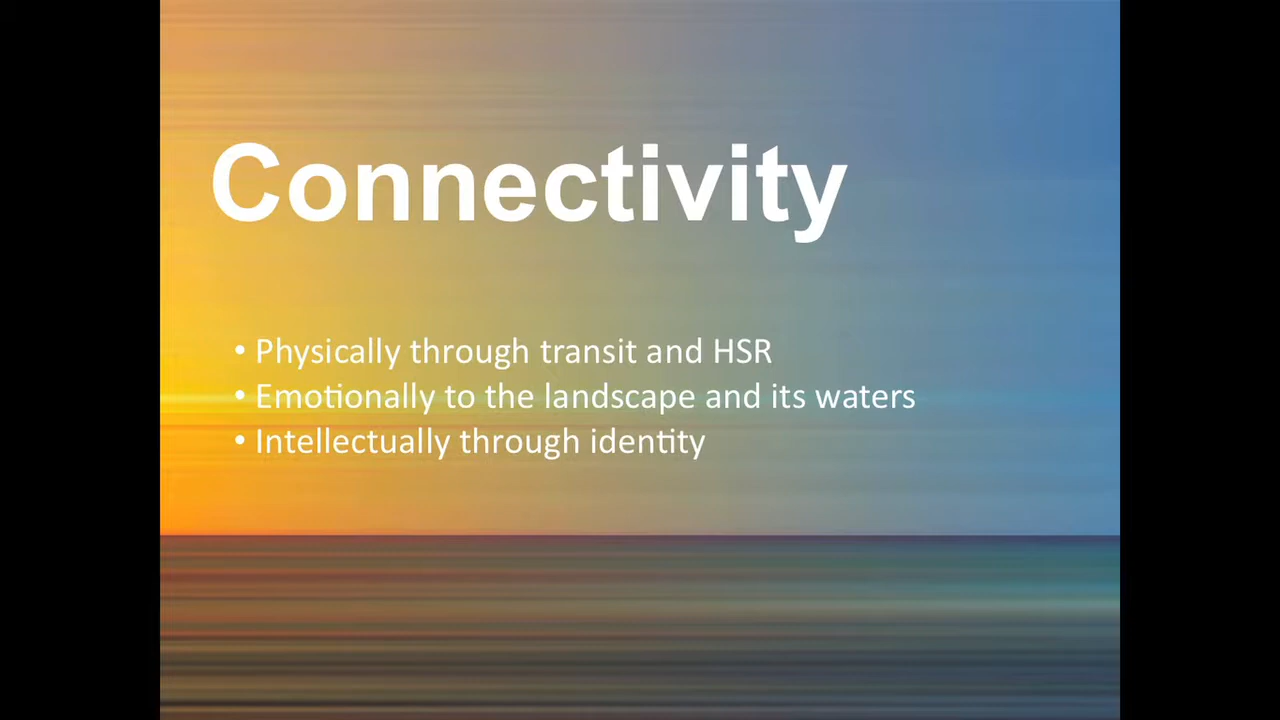 Connectivity
• Physically through transit and HSR
• Emotionally to the landscape and its waters
• Intellectually through identity